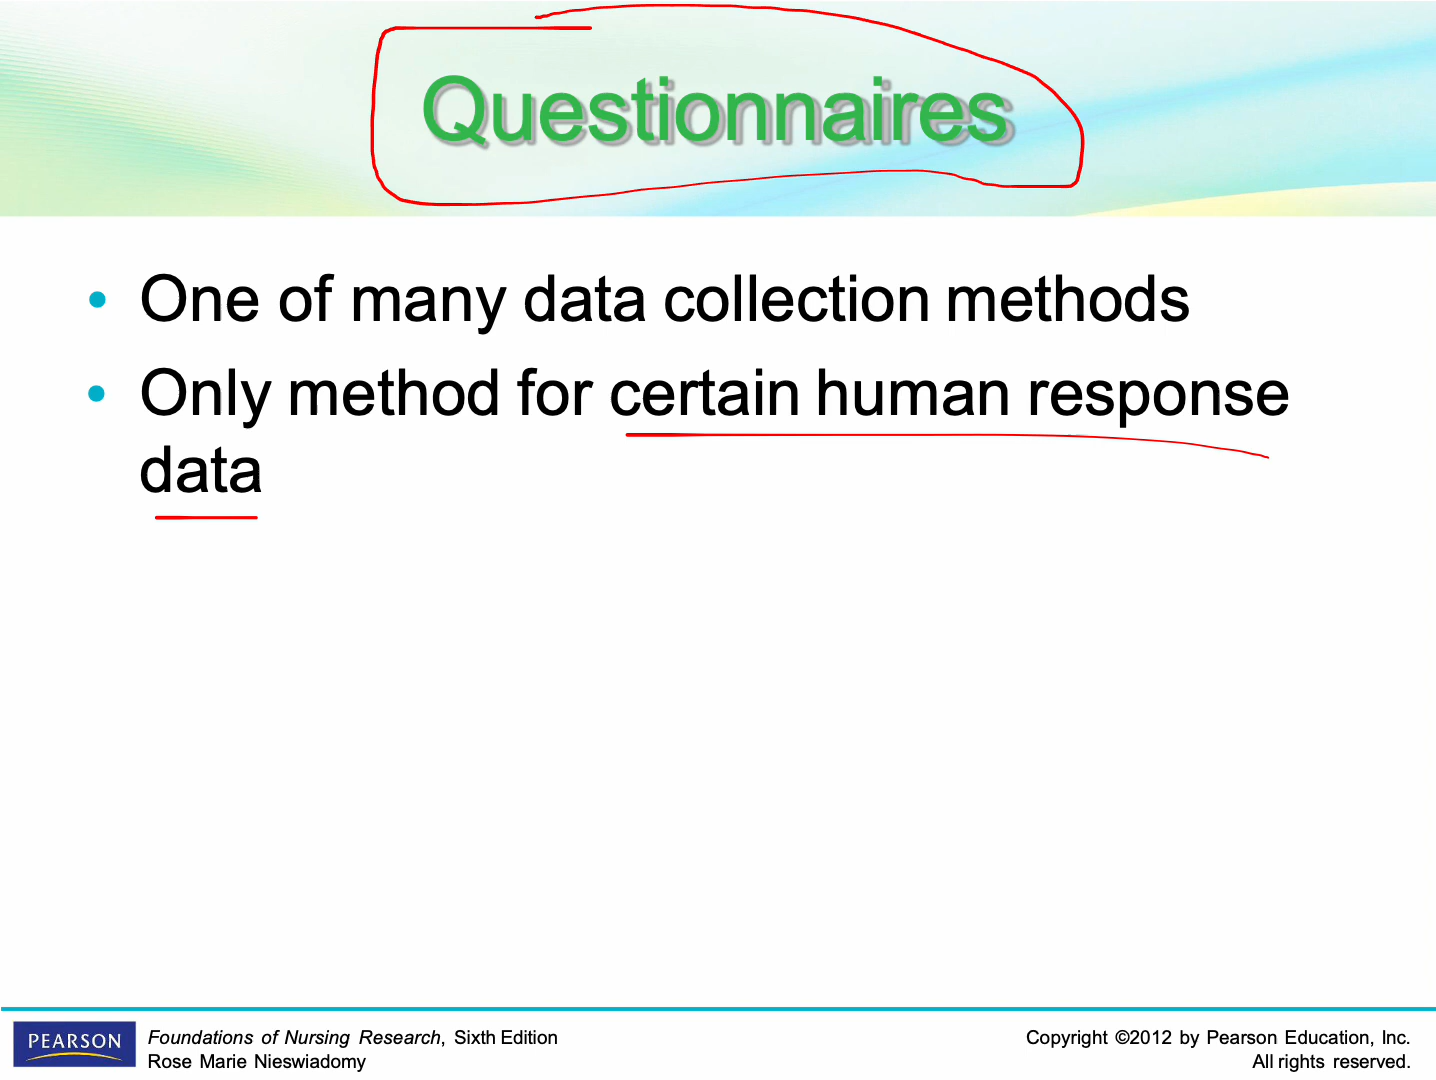 Questionnaires
• One of many data collection methods
• Only method for certain human response
data
PEARSON
Foundations of Nursing Research, Sixth Edition
Rose Marie Nieswiadomy
Copyright ©2012 by Pearson Education, Inc.
All rights reserved.